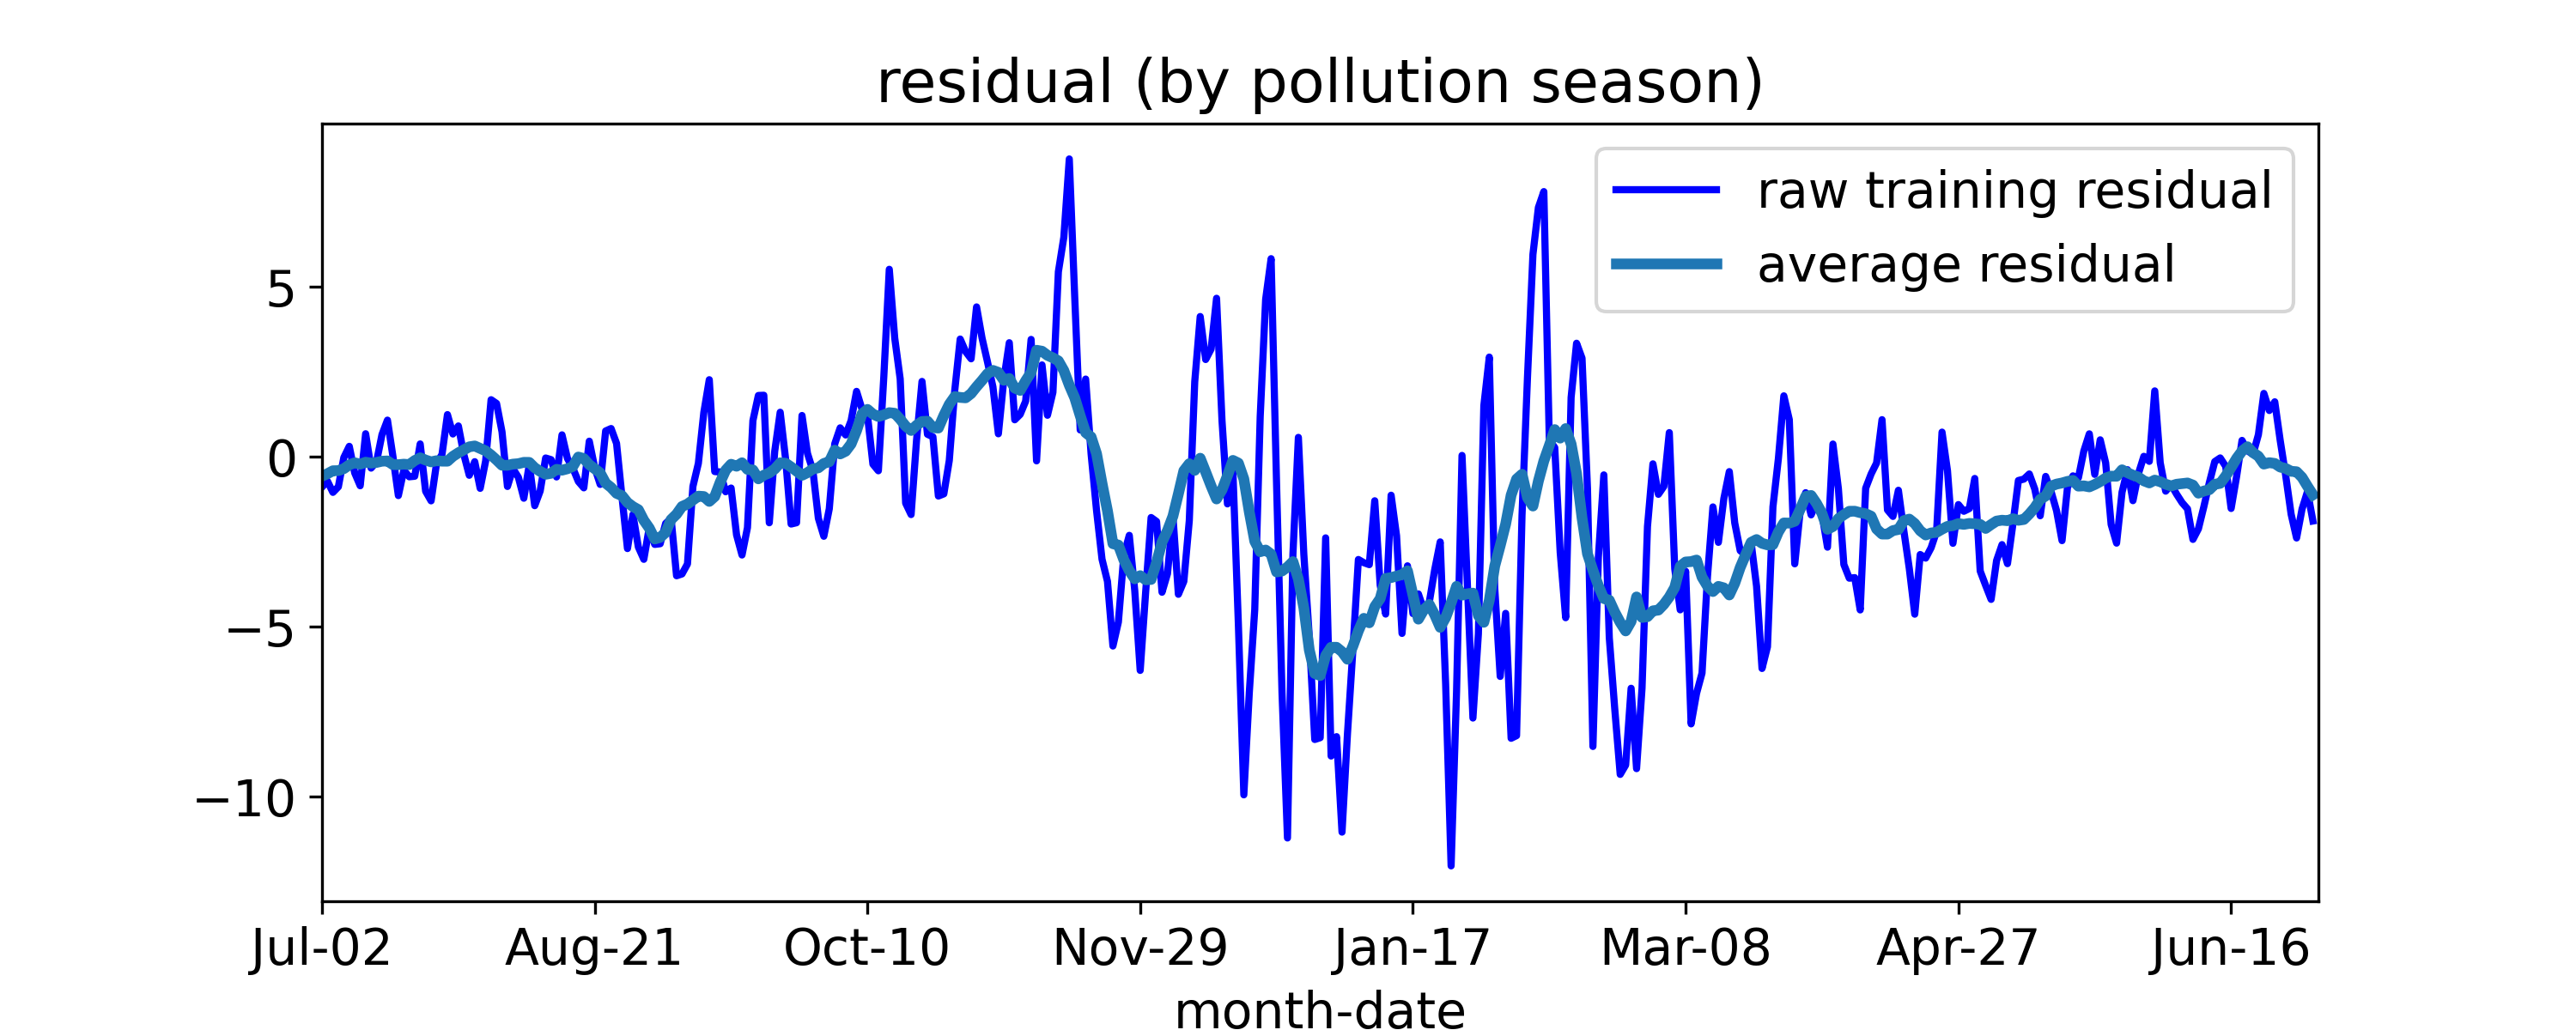 residual (by pollution season)
raw training residual
average residual
5
0
−5
−10
Jul-02 Aug-21 Oct-10 Nov-29 Jan-17 Mar-08 Apr-27 Jun-16
month-date